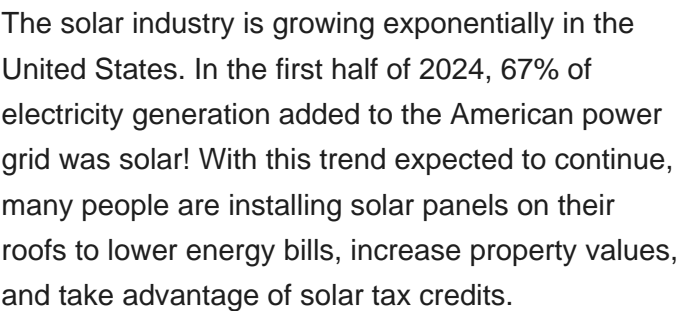 The solar industry is growing exponentially in the
United States. In the first half of 2024, 67% of
electricity generation added to the American power
grid was solar! With this trend expected to continue,
many people are installing solar panels on their
roofs to lower energy bills, increase property values,
and take advantage of solar tax credits.